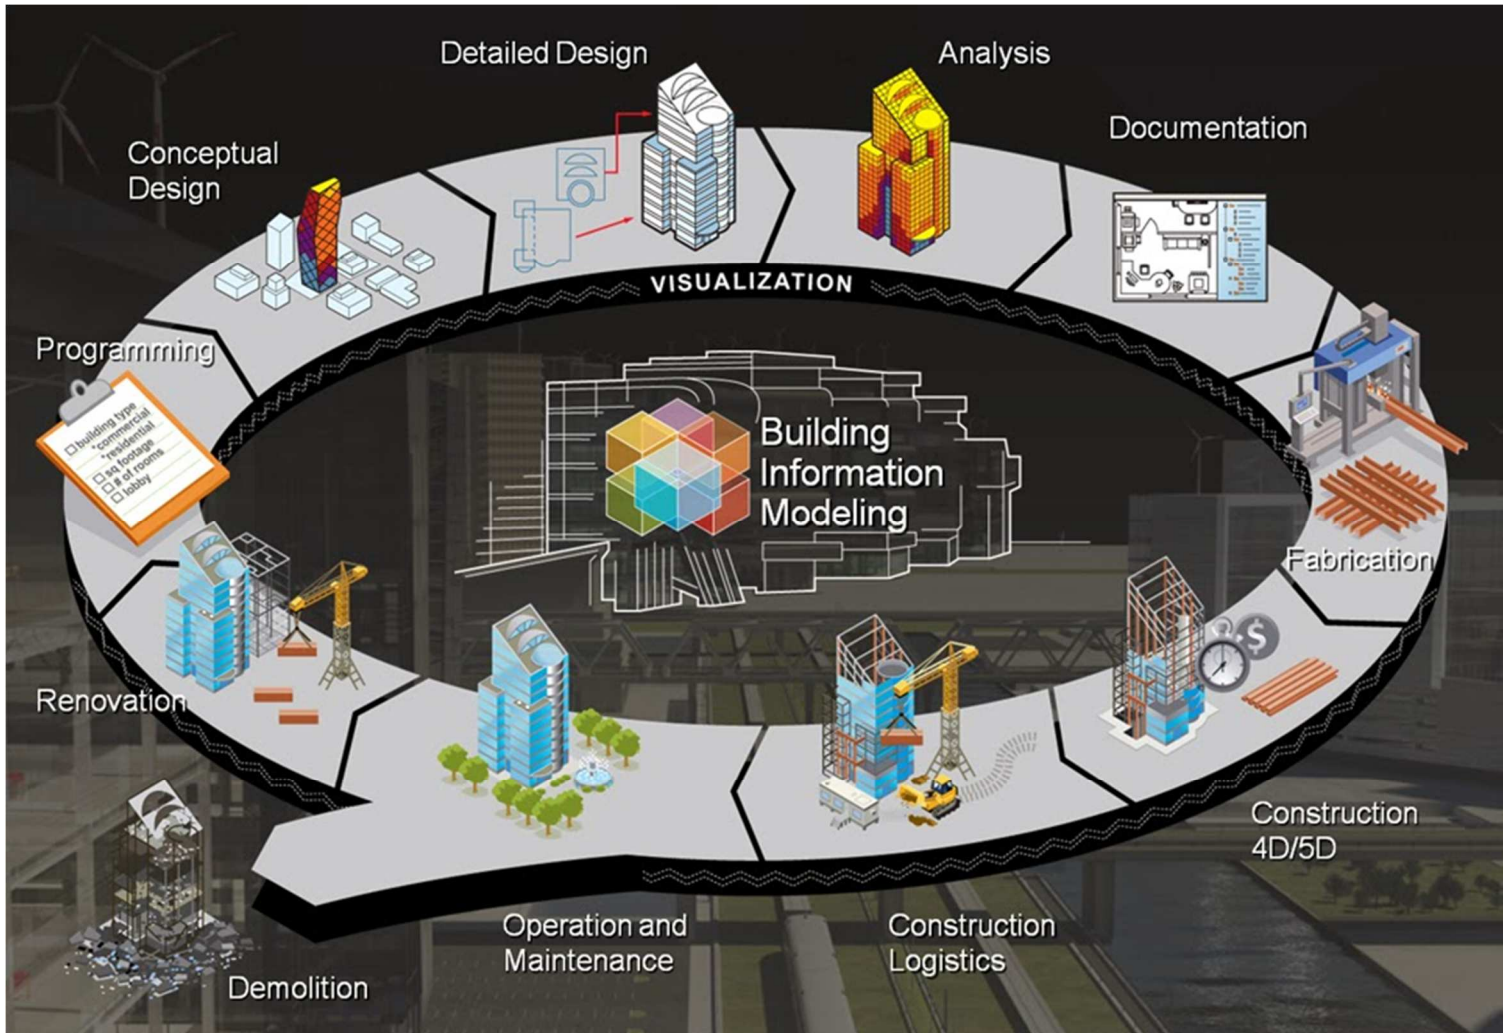 Detailed Design
Analysis
Documentation
Conceptual
Design
VISUALIZATION
Programming
building type
*commercial
*residential
sq footage
# of rooms
lobby
Building
Information
Modeling
$
Fabrication
Renovation
Construction
4D/5D
Operation and
Maintenance
Construction
Logistics
Demolition